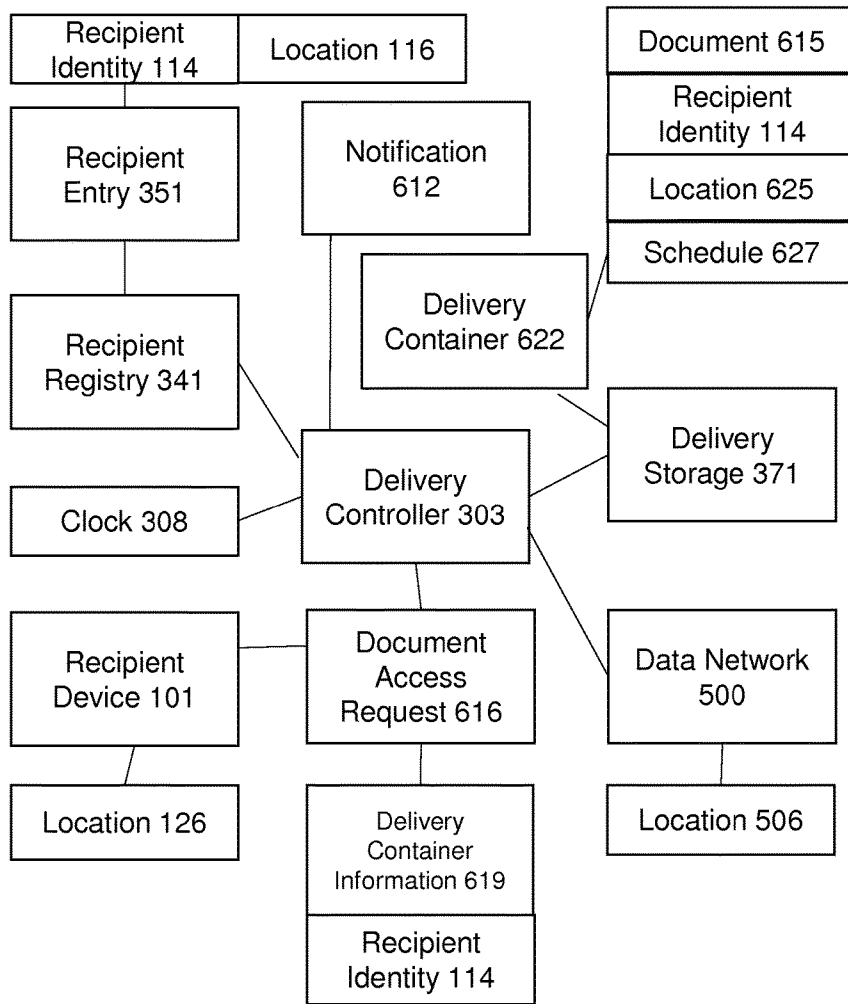 Recipient
Identity 114
Location 116
Document 615
Recipient
Identity 114
Location 625
Schedule 627
Recipient
Entry 351
Notification
612
Delivery
Container 622
Recipient
Registry 341
Delivery
Storage 371
Clock 308
Delivery
Controller 303
Recipient
Device 101
Document
Access
Request 616
Data Network
500
Location 126
Delivery
Container
Information 619
Recipient
Identity 114
Location 506